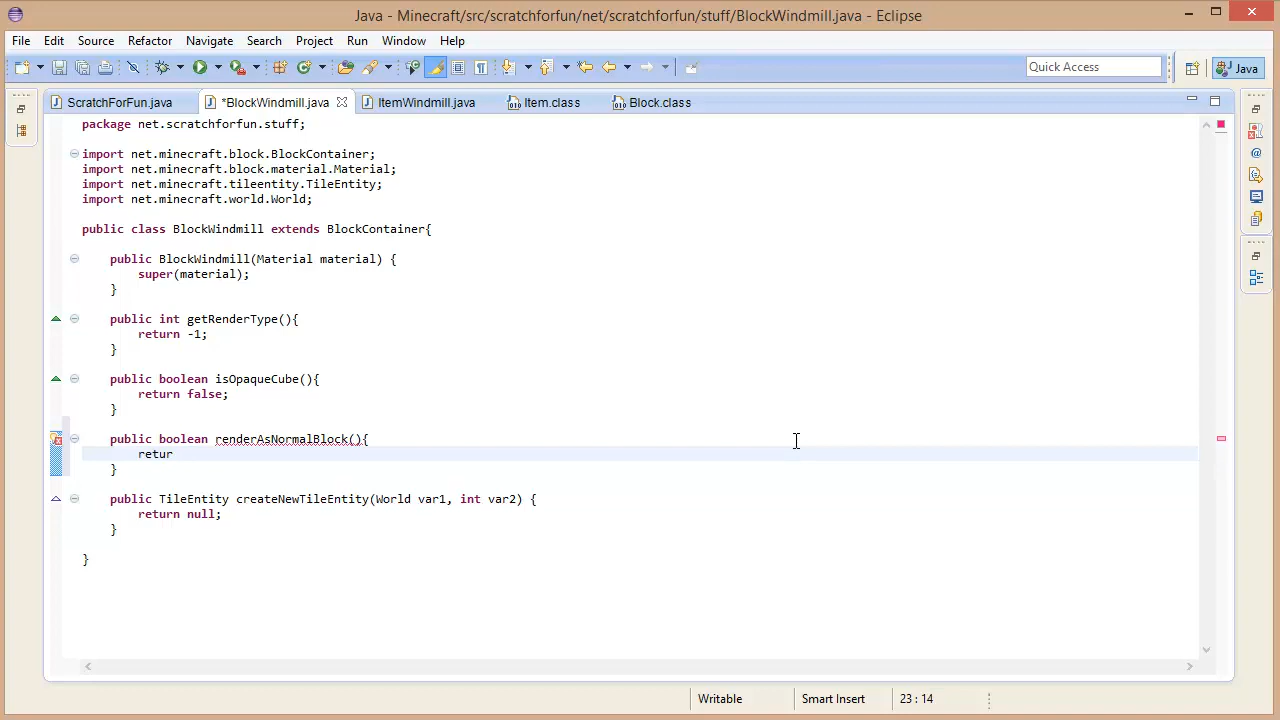 Java - Minecraft/src/scratchforfun/net/scratchforfun/stuff/BlockWindmill.java - Eclipse
File Edit Source Refactor Navigate Search Project Run Window Help
Quick Access
Java
ScratchForFun.java *BlockWindmill.java ItemWindmill.java Item.class Block.class
package net.scratchforfun.stuff;
import net.minecraft.block.BlockContainer;
import net.minecraft.block.material.Material;
import net.minecraft.tileentity.TileEntity;
import net.minecraft.world.World;
public class BlockWindmill extends BlockContainer{
public BlockWindmill(Material material) {
super(material);
}
public int getRenderType(){
return -1;
}
public boolean isOpaqueCube(){
return false;
}
public boolean renderAsNormalBlock(){
retur
}
public TileEntity createNewTileEntity(World var1, int var2) {
return null;
}
}
Writable Smart Insert 23 : 14